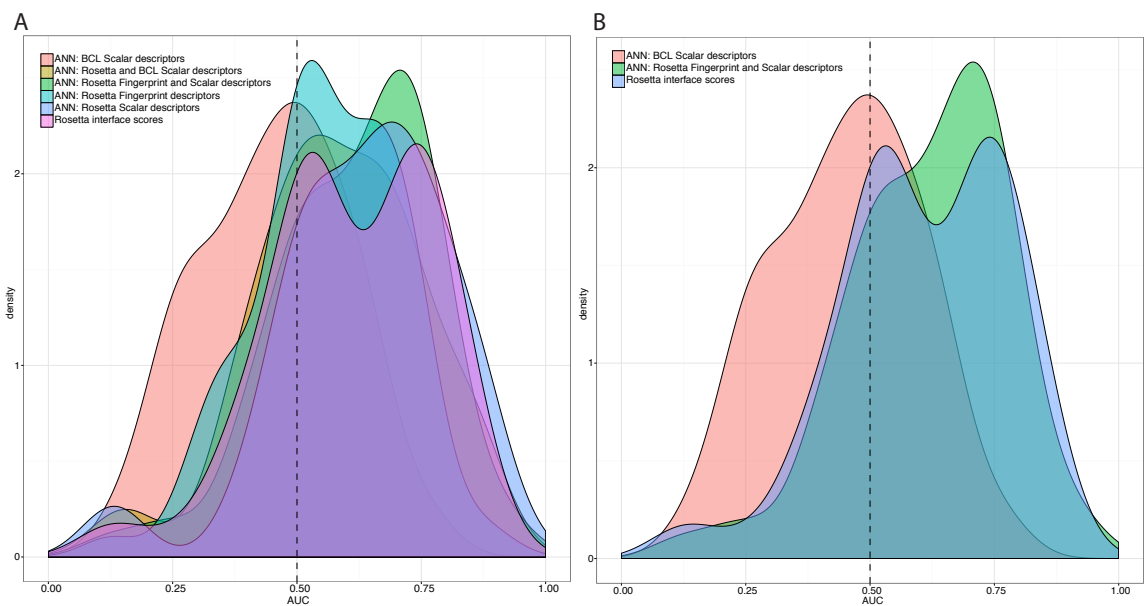 A
ANN: BCL Scalar descriptors
ANN: Rosetta and BCL Scalar descriptors
ANN: Rosetta Fingerprint and Scalar descriptors
ANN: Rosetta Fingerprint descriptors
ANN: Rosetta Scalar descriptors
Rosetta interface scores
2
density
1
0
0.00 0.25 0.50 0.75 1.00
AUC
B
ANN: BCL Scalar descriptors
ANN: Rosetta Fingerprint and Scalar descriptors
Rosetta interface scores
2
density
1
0
0.00 0.25 0.50 0.75 1.00
AUC